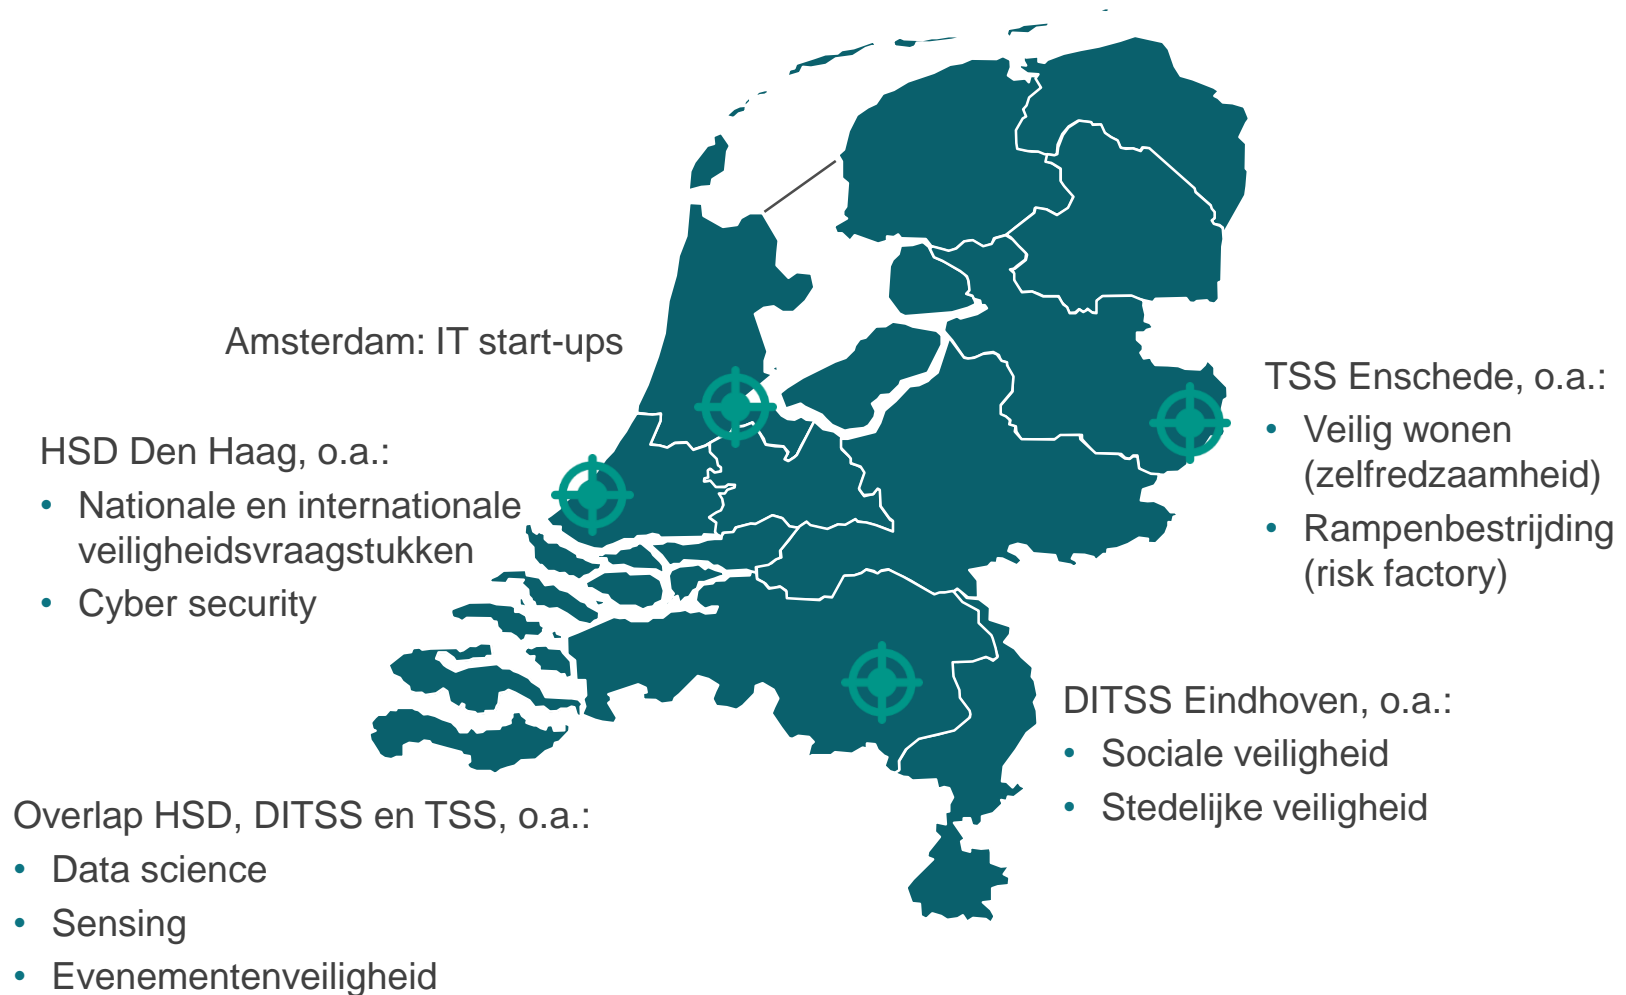 Amsterdam: IT start-ups
HSD Den Haag, o.a.:
• Nationale en internationale
veiligheidsvraagstukken
• Cyber security
TSS Enschede, o.a.:
• Veilig wonen
(zelfredzaamheid)
• Rampenbestrijding
(risk factory)
DITSS Eindhoven, o.a.:
• Sociale veiligheid
• Stedelijke veiligheid
Overlap HSD, DITSS en TSS, o.a.:
• Data science
• Sensing
• Evenementenveiligheid